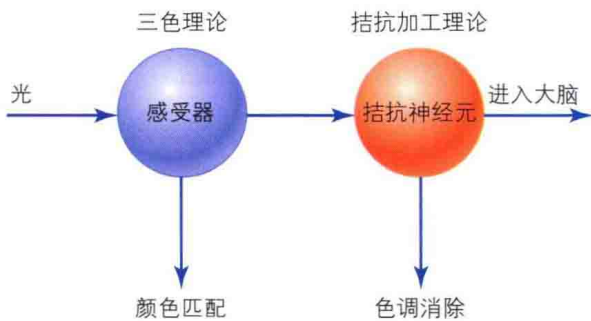 三色理论
拮抗加工理论
光
感受器
拮抗神经元
进入大脑
颜色匹配
色调消除